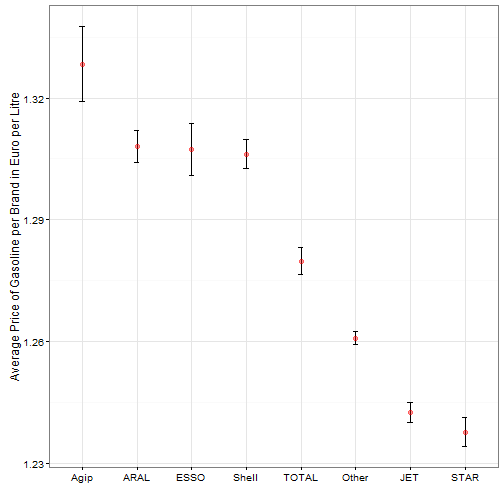 Average Price of Gasoline per Brand in Euro per Litre
1.32
1.29
1.26
1.23
Agip ARAL ESSO Shell TOTAL Other JET STAR